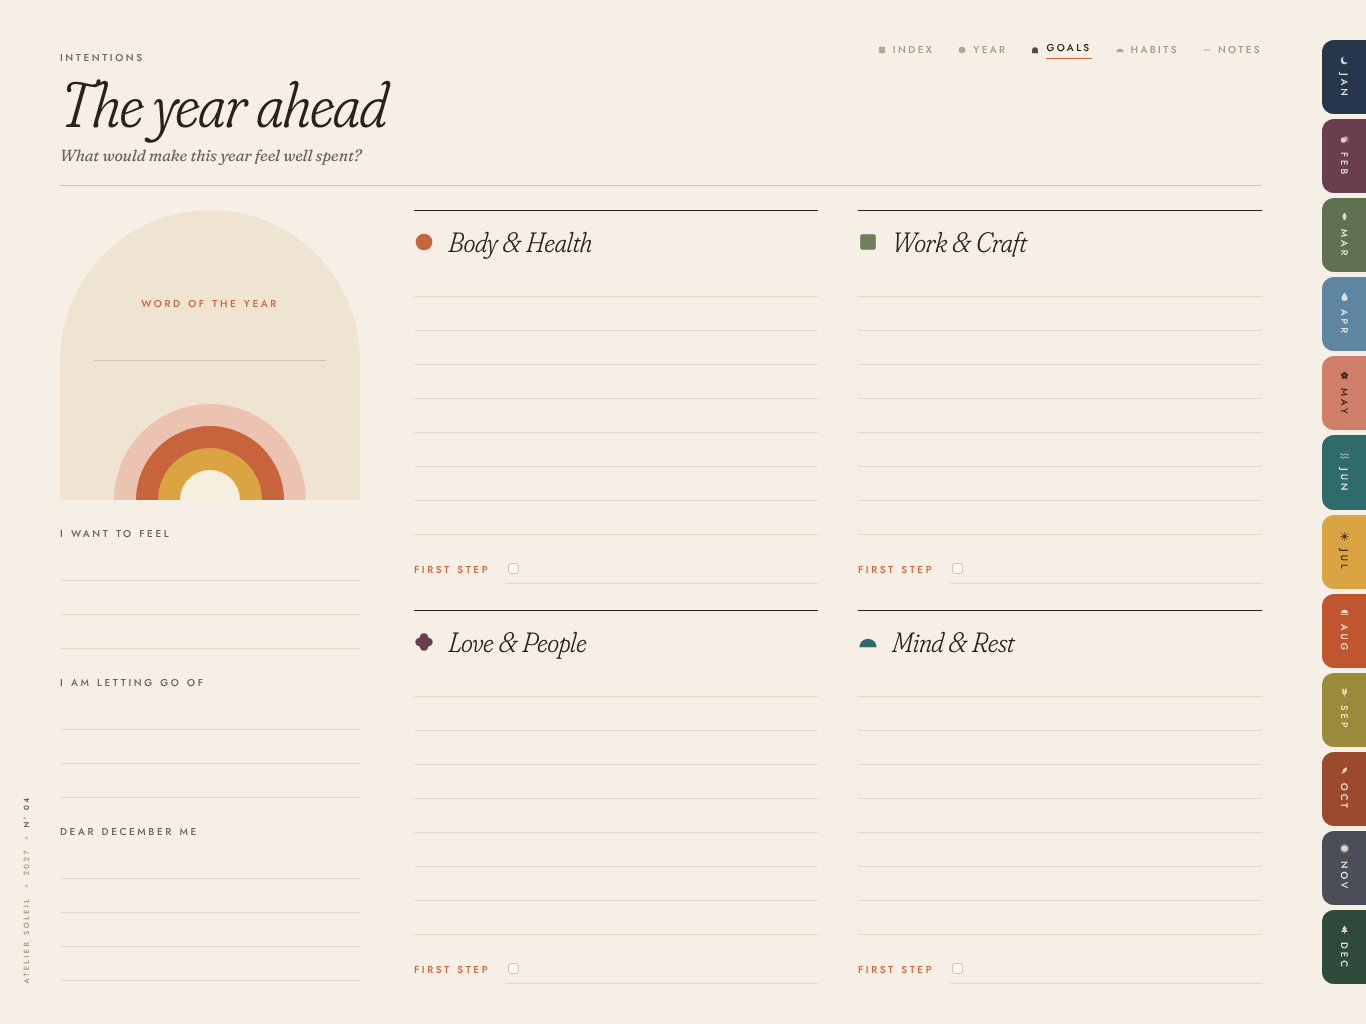 INTENTIONS
INDEX
YEAR
GOALS
HABITS
NOTES
The year ahead
What would make this year feel well spent?
WORD OF THE YEAR
I WANT TO FEEL
I AM LETTING GO OF
DEAR DECEMBER ME
Body & Health
FIRST STEP
Work & Craft
FIRST STEP
Love & People
FIRST STEP
Mind & Rest
FIRST STEP
JAN
FEB
MAR
APR
MAY
JUN
JUL
AUG
SEP
OCT
NOV
DEC
ATELIER SOLEIL • 2027 • N° 04